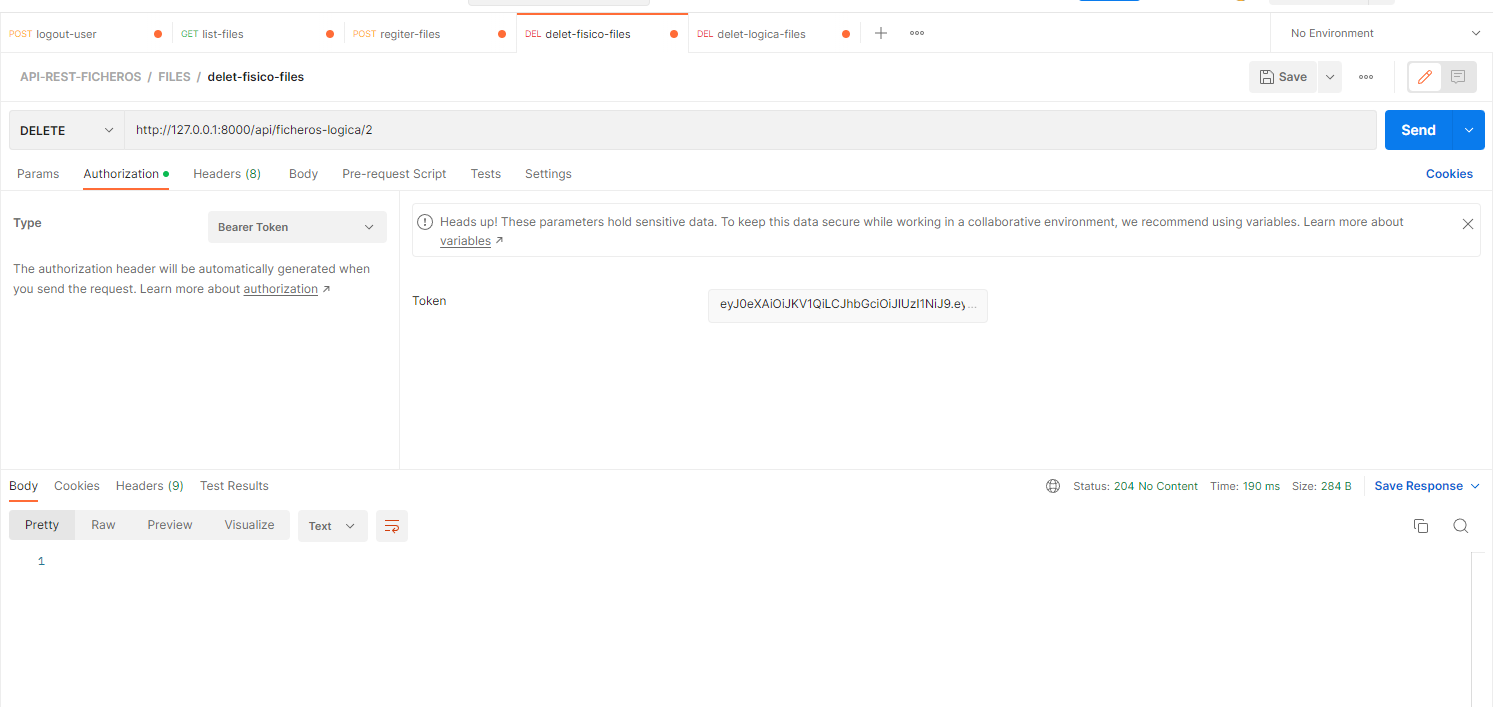 POST logout-user
GET list-files
POST regiter-files
DEL delet-fisico-files
DEL delet-logica-files
No Environment
API-REST-FICHEROS / FILES / delet-fisico-files
Save
DELETE
http://127.0.0.1:8000/api/ficheros-logica/2
Send
Params
Authorization
Headers (8)
Body
Pre-request Script
Tests
Settings
Cookies
Type
Bearer Token
The authorization header will be automatically generated when
you send the request. Learn more about authorization ↗
Heads up! These parameters hold sensitive data. To keep this data secure while working in a collaborative environment, we recommend using variables. Learn more about
variables ↗
Token
eyJ0eXAiOiJKV1QiLCJhbGciOiJIUzI1NiJ9.ey...
Body
Cookies
Headers (9)
Test Results
Status: 204 No Content
Time: 190 ms
Size: 284 B
Save Response
Pretty
Raw
Preview
Visualize
Text
1